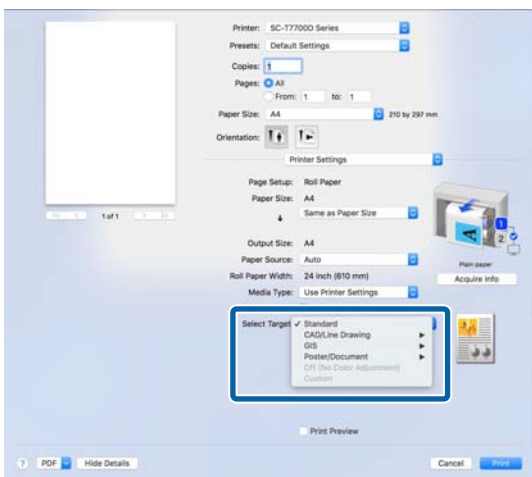 Printer: SC-T7700D Series
Presets: Default Settings
Copies: 1
Pages: All
From: 1 to: 1
Paper Size: A4 210 by 297 mm
Orientation:
Printer Settings
Page Setup: Roll Paper
Paper Size: A4
Same as Paper Size
1 of 1
Output Size: A4
1
2
Paper Source: Auto
Plain paper
Roll Paper Width: 24 inch (610 mm)
Acquire Info
Media Type: Use Printer Settings
Select Target ✓ Standard
CAD/Line Drawing
GIS
Poster/Document
Off (No Color Adjustment)
Custom
Print Preview
? PDF Hide Details Cancel Print